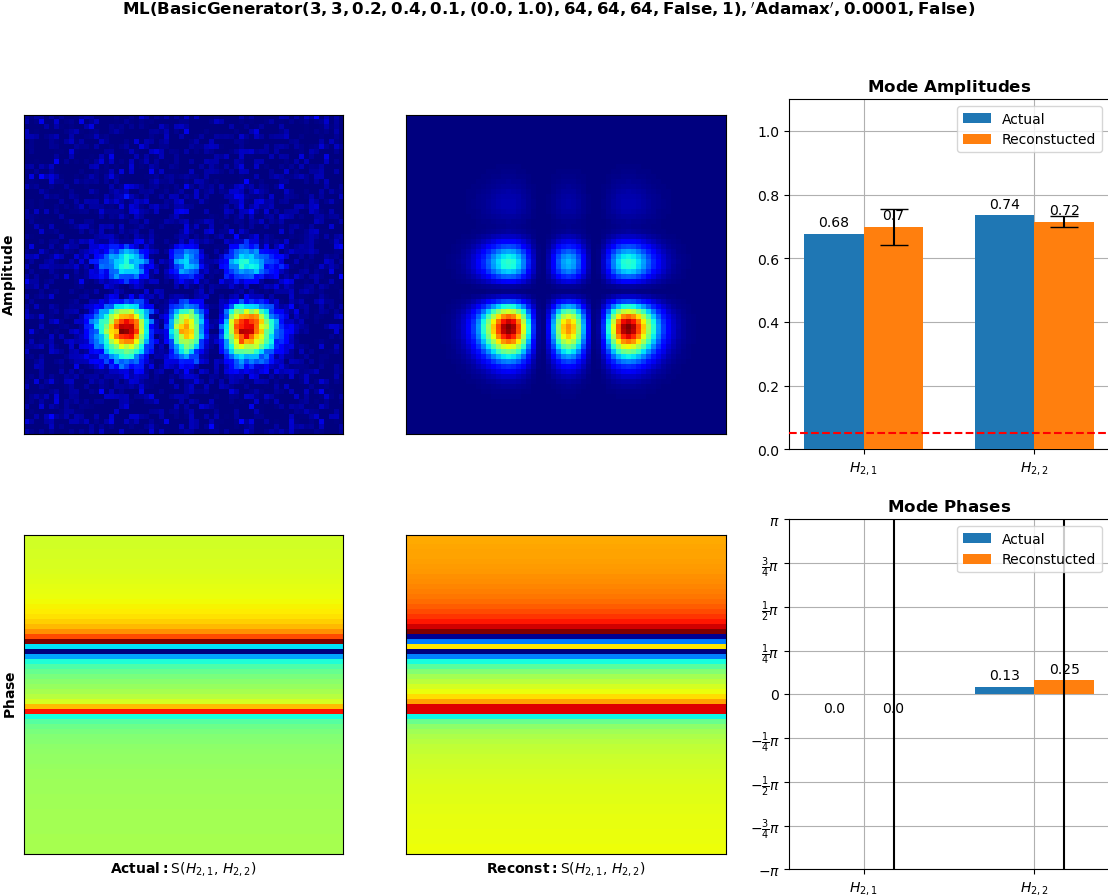 ML(BasicGenerator(3, 3, 0.2, 0.4, 0.1, (0.0, 1.0), 64, 64, 64, False, 1), ′Adamax′, 0.0001, False)
Amplitude
Mode Amplitudes
Actual
Reconstucted
1.0
0.8
0.6
0.4
0.2
0.0
0.68
0.7
0.74
0.72
H2,1
H2,2
Phase
Actual: S(H2,1, H2,2)
Reconst: S(H2,1, H2,2)
Mode Phases
Actual
Reconstucted
π
3/4π
1/2π
1/4π
0
−1/4π
−1/2π
−3/4π
−π
0.0
0.0
0.13
0.25
H2,1
H2,2